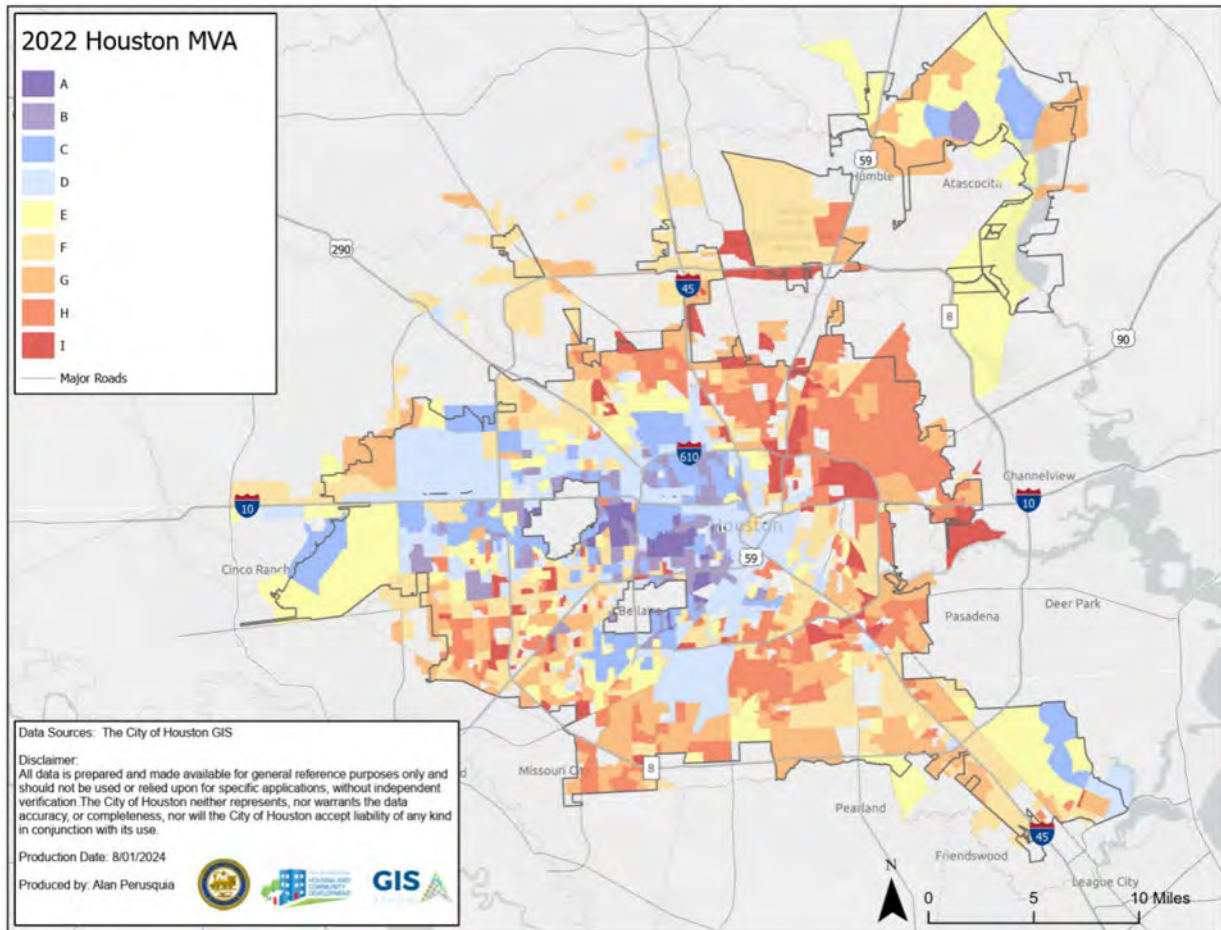 2022 Houston MVA
A
B
C
D
E
F
G
H
I
Major Roads
59
Humble
Atascocita
290
45
8
90
610
Channelview
10
10
Houston
59
Cinco Ranch
Bellaire
Pasadena
Deer Park
Missouri City
8
Pearland
45
Friendswood
League City
Data Sources: The City of Houston GIS
Disclaimer:
All data is prepared and made available for general reference purposes only and
should not be used or relied upon for specific applications, without independent
verification.The City of Houston neither represents, nor warrants the data
accuracy, or completeness, nor will the City of Houston accept liability of any kind
in conjunction with its use.
Production Date: 8/01/2024
Produced by: Alan Perusquia
HOUSING AND
COMMUNITY
DEVELOPMENT
GIS
N
0 5 10 Miles